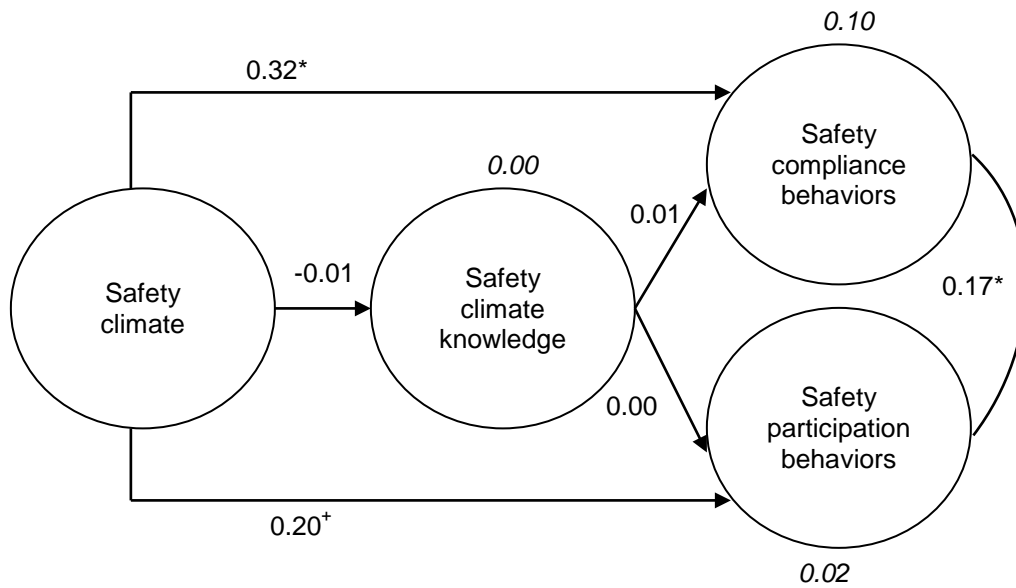 0.10
0.32*
Safety
compliance
behaviors
0.00
0.01
Safety
climate
-0.01
Safety
climate
knowledge
0.17*
0.00
Safety
participation
behaviors
0.20⁺
0.02